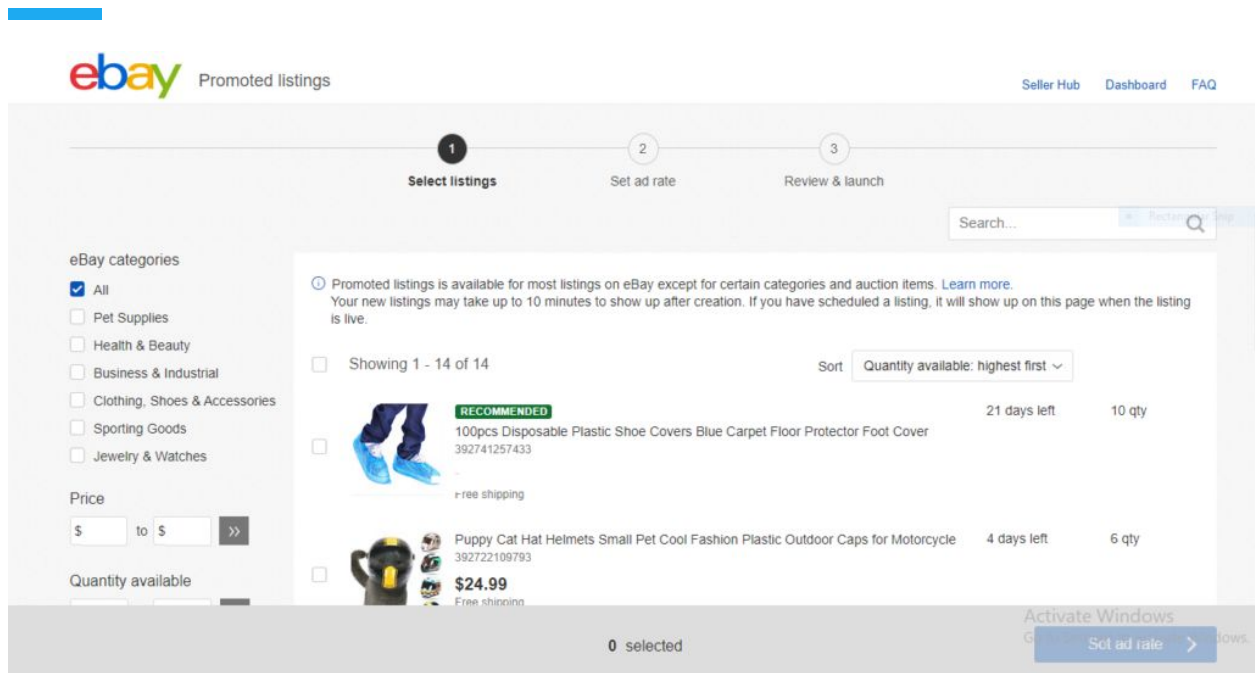 ebay Promoted listings
Seller Hub Dashboard FAQ
1 2 3
Select listings Set ad rate Review & launch
Search...
eBay categories
All
Pet Supplies
Health & Beauty
Business & Industrial
Clothing, Shoes & Accessories
Sporting Goods
Jewelry & Watches
Price
$ to $ »
Quantity available
Promoted listings is available for most listings on eBay except for certain categories and auction items. Learn more.
Your new listings may take up to 10 minutes to show up after creation. If you have scheduled a listing, it will show up on this page when the listing
is live.
Showing 1 - 14 of 14 Sort Quantity available: highest first
RECOMMENDED 21 days left 10 qty
100pcs Disposable Plastic Shoe Covers Blue Carpet Floor Protector Foot Cover
392741257433
Free shipping
Puppy Cat Hat Helmets Small Pet Cool Fashion Plastic Outdoor Caps for Motorcycle 4 days left 6 qty
392722109793
$24.99
Free shipping
0 selected
Activate Windows
Set ad rate